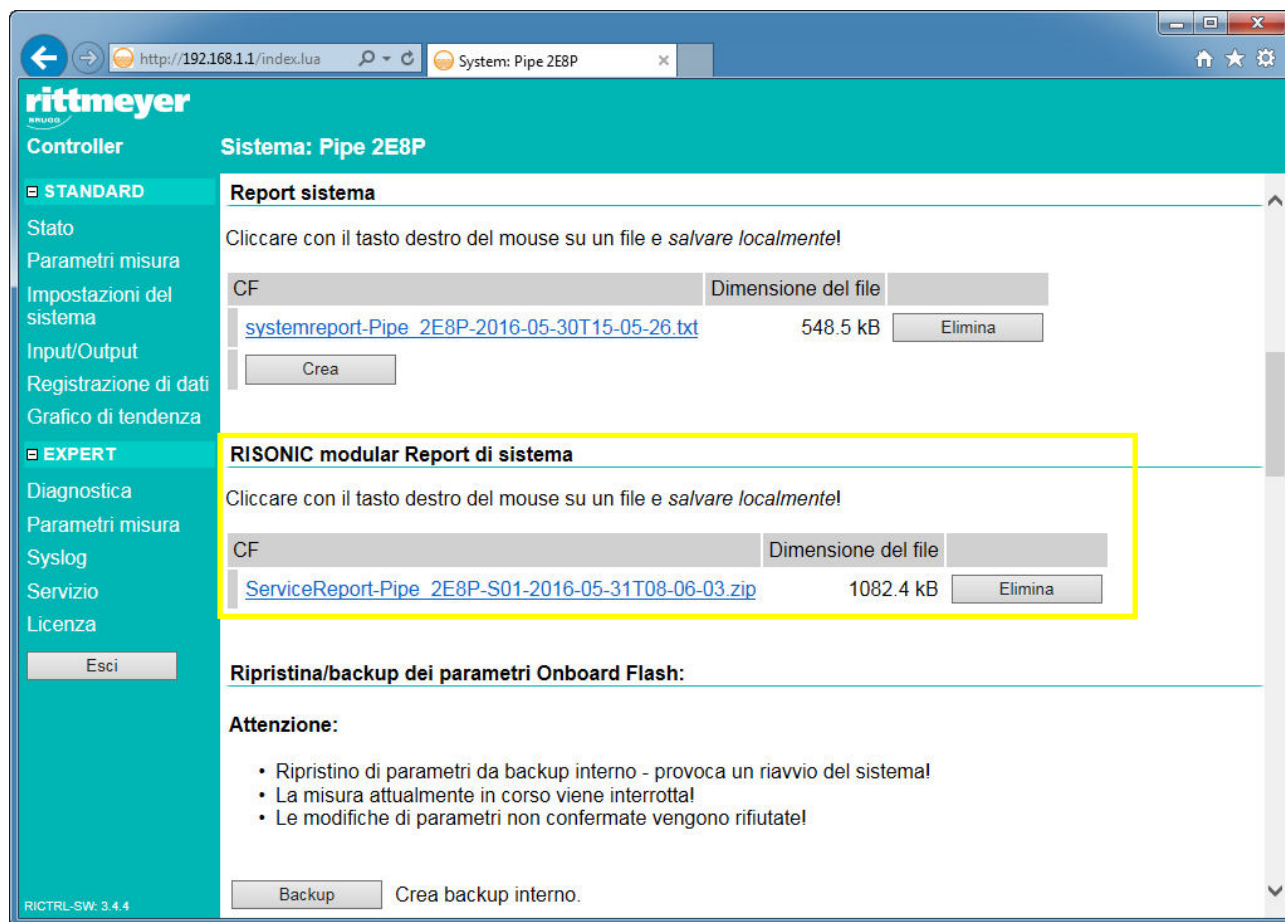 http://192.168.1.1/index.lua
System: Pipe 2E8P
rittmeyer
BRUGG
Controller
Sistema: Pipe 2E8P
STANDARD
Stato
Parametri misura
Impostazioni del
sistema
Input/Output
Registrazione di dati
Grafico di tendenza
EXPERT
Diagnostica
Parametri misura
Syslog
Servizio
Licenza
Esci
RICTRL-SW: 3.4.4
Report sistema
Cliccare con il tasto destro del mouse su un file e salvare localmente!
CF Dimensione del file
systemreport-Pipe_2E8P-2016-05-30T15-05-26.txt 548.5 kB Elimina
Crea
RISONIC modular Report di sistema
Cliccare con il tasto destro del mouse su un file e salvare localmente!
CF Dimensione del file
ServiceReport-Pipe_2E8P-S01-2016-05-31T08-06-03.zip 1082.4 kB Elimina
Ripristina/backup dei parametri Onboard Flash:
Attenzione:
• Ripristino di parametri da backup interno - provoca un riavvio del sistema!
• La misura attualmente in corso viene interrotta!
• Le modifiche di parametri non confermate vengono rifiutate!
Backup Crea backup interno.